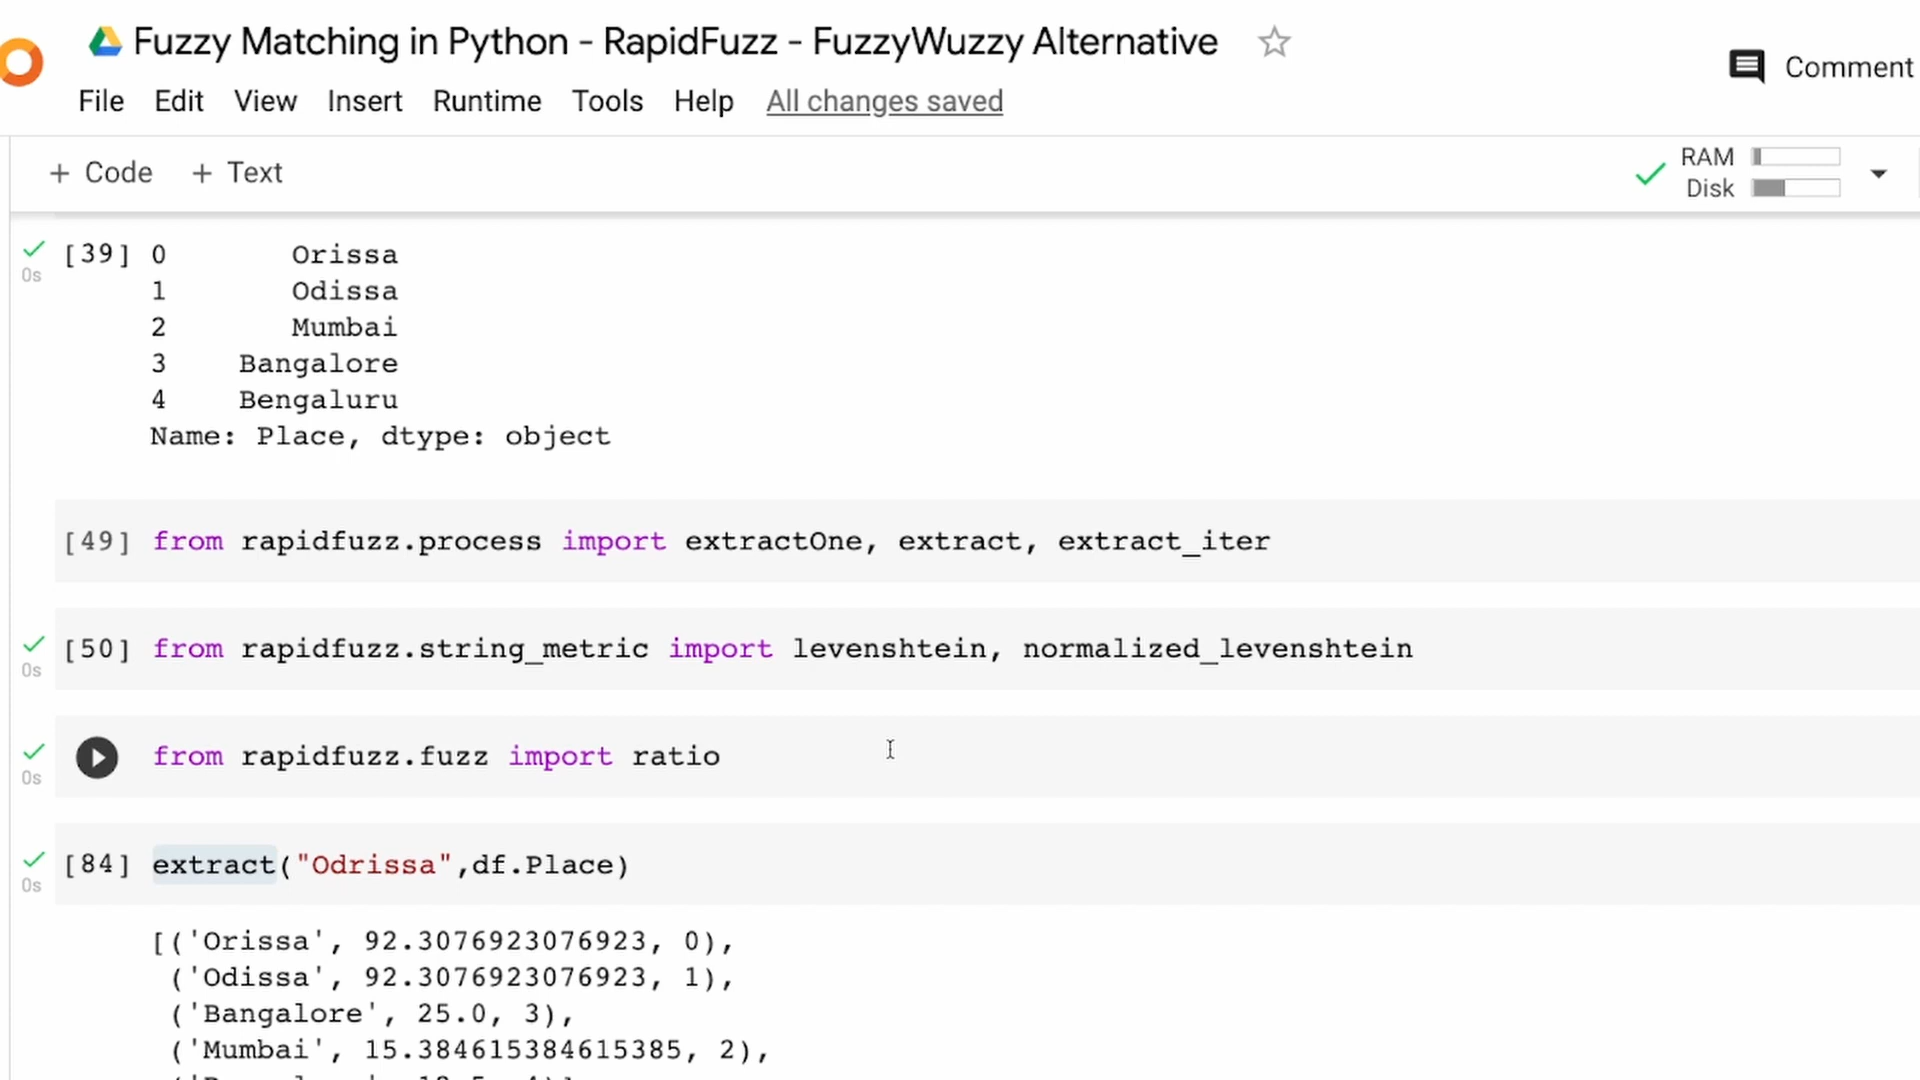 Fuzzy Matching in Python - RapidFuzz - FuzzyWuzzy Alternative
Comment
File Edit View Insert Runtime Tools Help All changes saved
+ Code + Text
RAM
Disk
[39] 0 Orissa
0s
1 Odissa
2 Mumbai
3 Bangalore
4 Bengaluru
Name: Place, dtype: object
[49] from rapidfuzz.process import extractOne, extract, extract_iter
[50] from rapidfuzz.string_metric import levenshtein, normalized_levenshtein
0s
from rapidfuzz.fuzz import ratio
0s
[84] extract("Odrissa",df.Place)
0s
[('Orissa', 92.3076923076923, 0),
('Odissa', 92.3076923076923, 1),
('Bangalore', 25.0, 3),
('Mumbai', 15.384615384615385, 2),